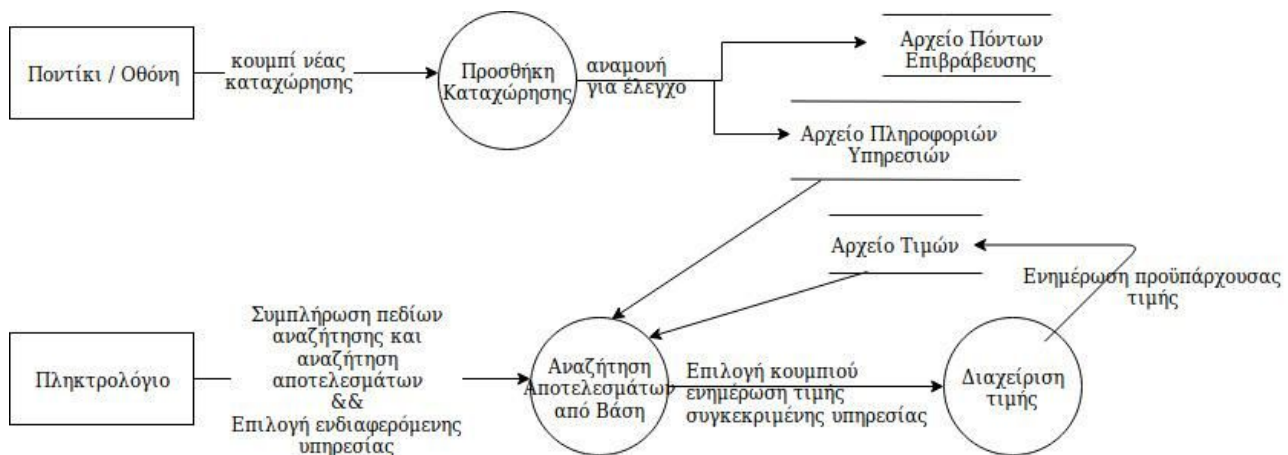 Ποντίκι / Οθόνη
κουμπί νέας
καταχώρησης
Προσθήκη
Καταχώρησης
αναμονή
για έλεγχο
Αρχείο Πόντων
Επιβράβευσης
Αρχείο Πληροφοριών
Υπηρεσιών
Αρχείο Τιμών
Ενημέρωση προϋπάρχουσας
τιμής
Πληκτρολόγιο
Συμπλήρωση πεδίων
αναζήτησης και
αναζήτηση
αποτελεσμάτων
&&
Επιλογή ενδιαφερόμενης
υπηρεσίας
Αναζήτηση
Αποτελεσμάτων
από Βάση
Επιλογή κουμπιού
ενημέρωση τιμής
συγκεκριμένης υπηρεσίας
Διαχείριση
τιμής